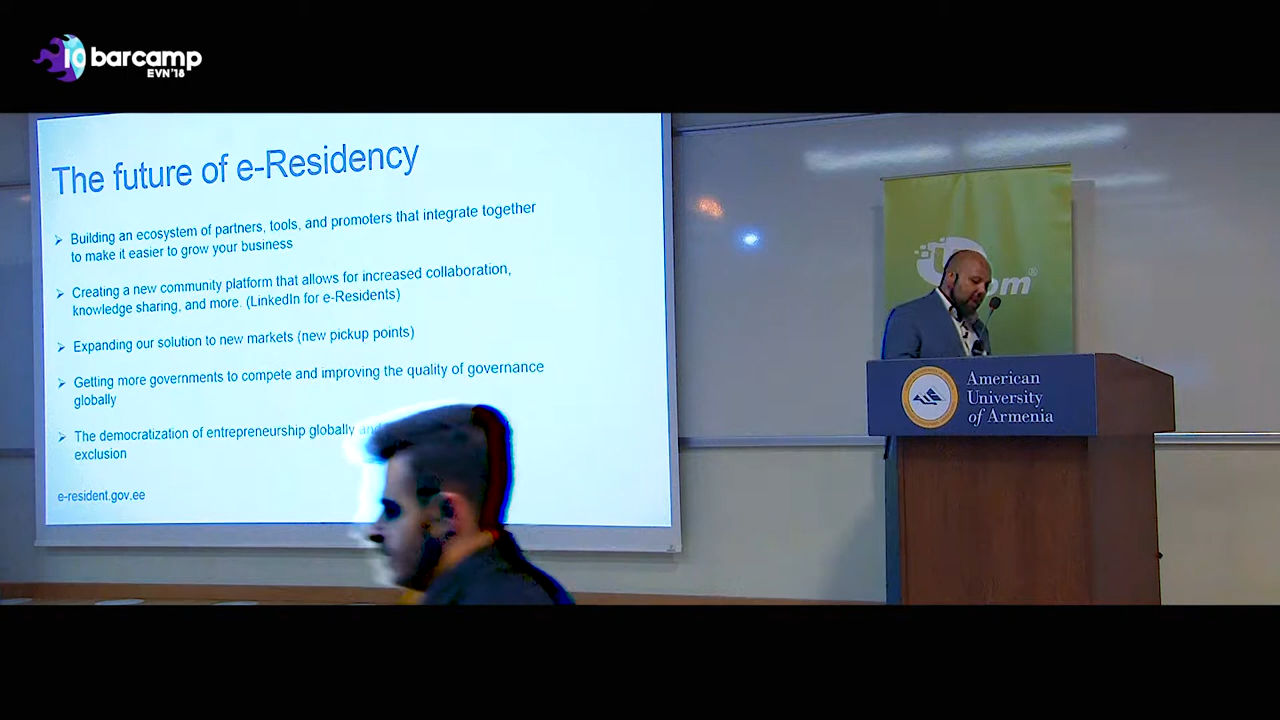 10 barcamp
EVN'18
The future of e-Residency
Building an ecosystem of partners, tools, and promoters that integrate together
to make it easier to grow your business
Creating a new community platform that allows for increased collaboration,
knowledge sharing, and more. (LinkedIn for e-Residents)
Expanding our solution to new markets (new pickup points)
Getting more governments to compete and improving the quality of governance
globally
The democratization of entrepreneurship globally
exclusion
e-resident.gov.ee
American
University
of Armenia